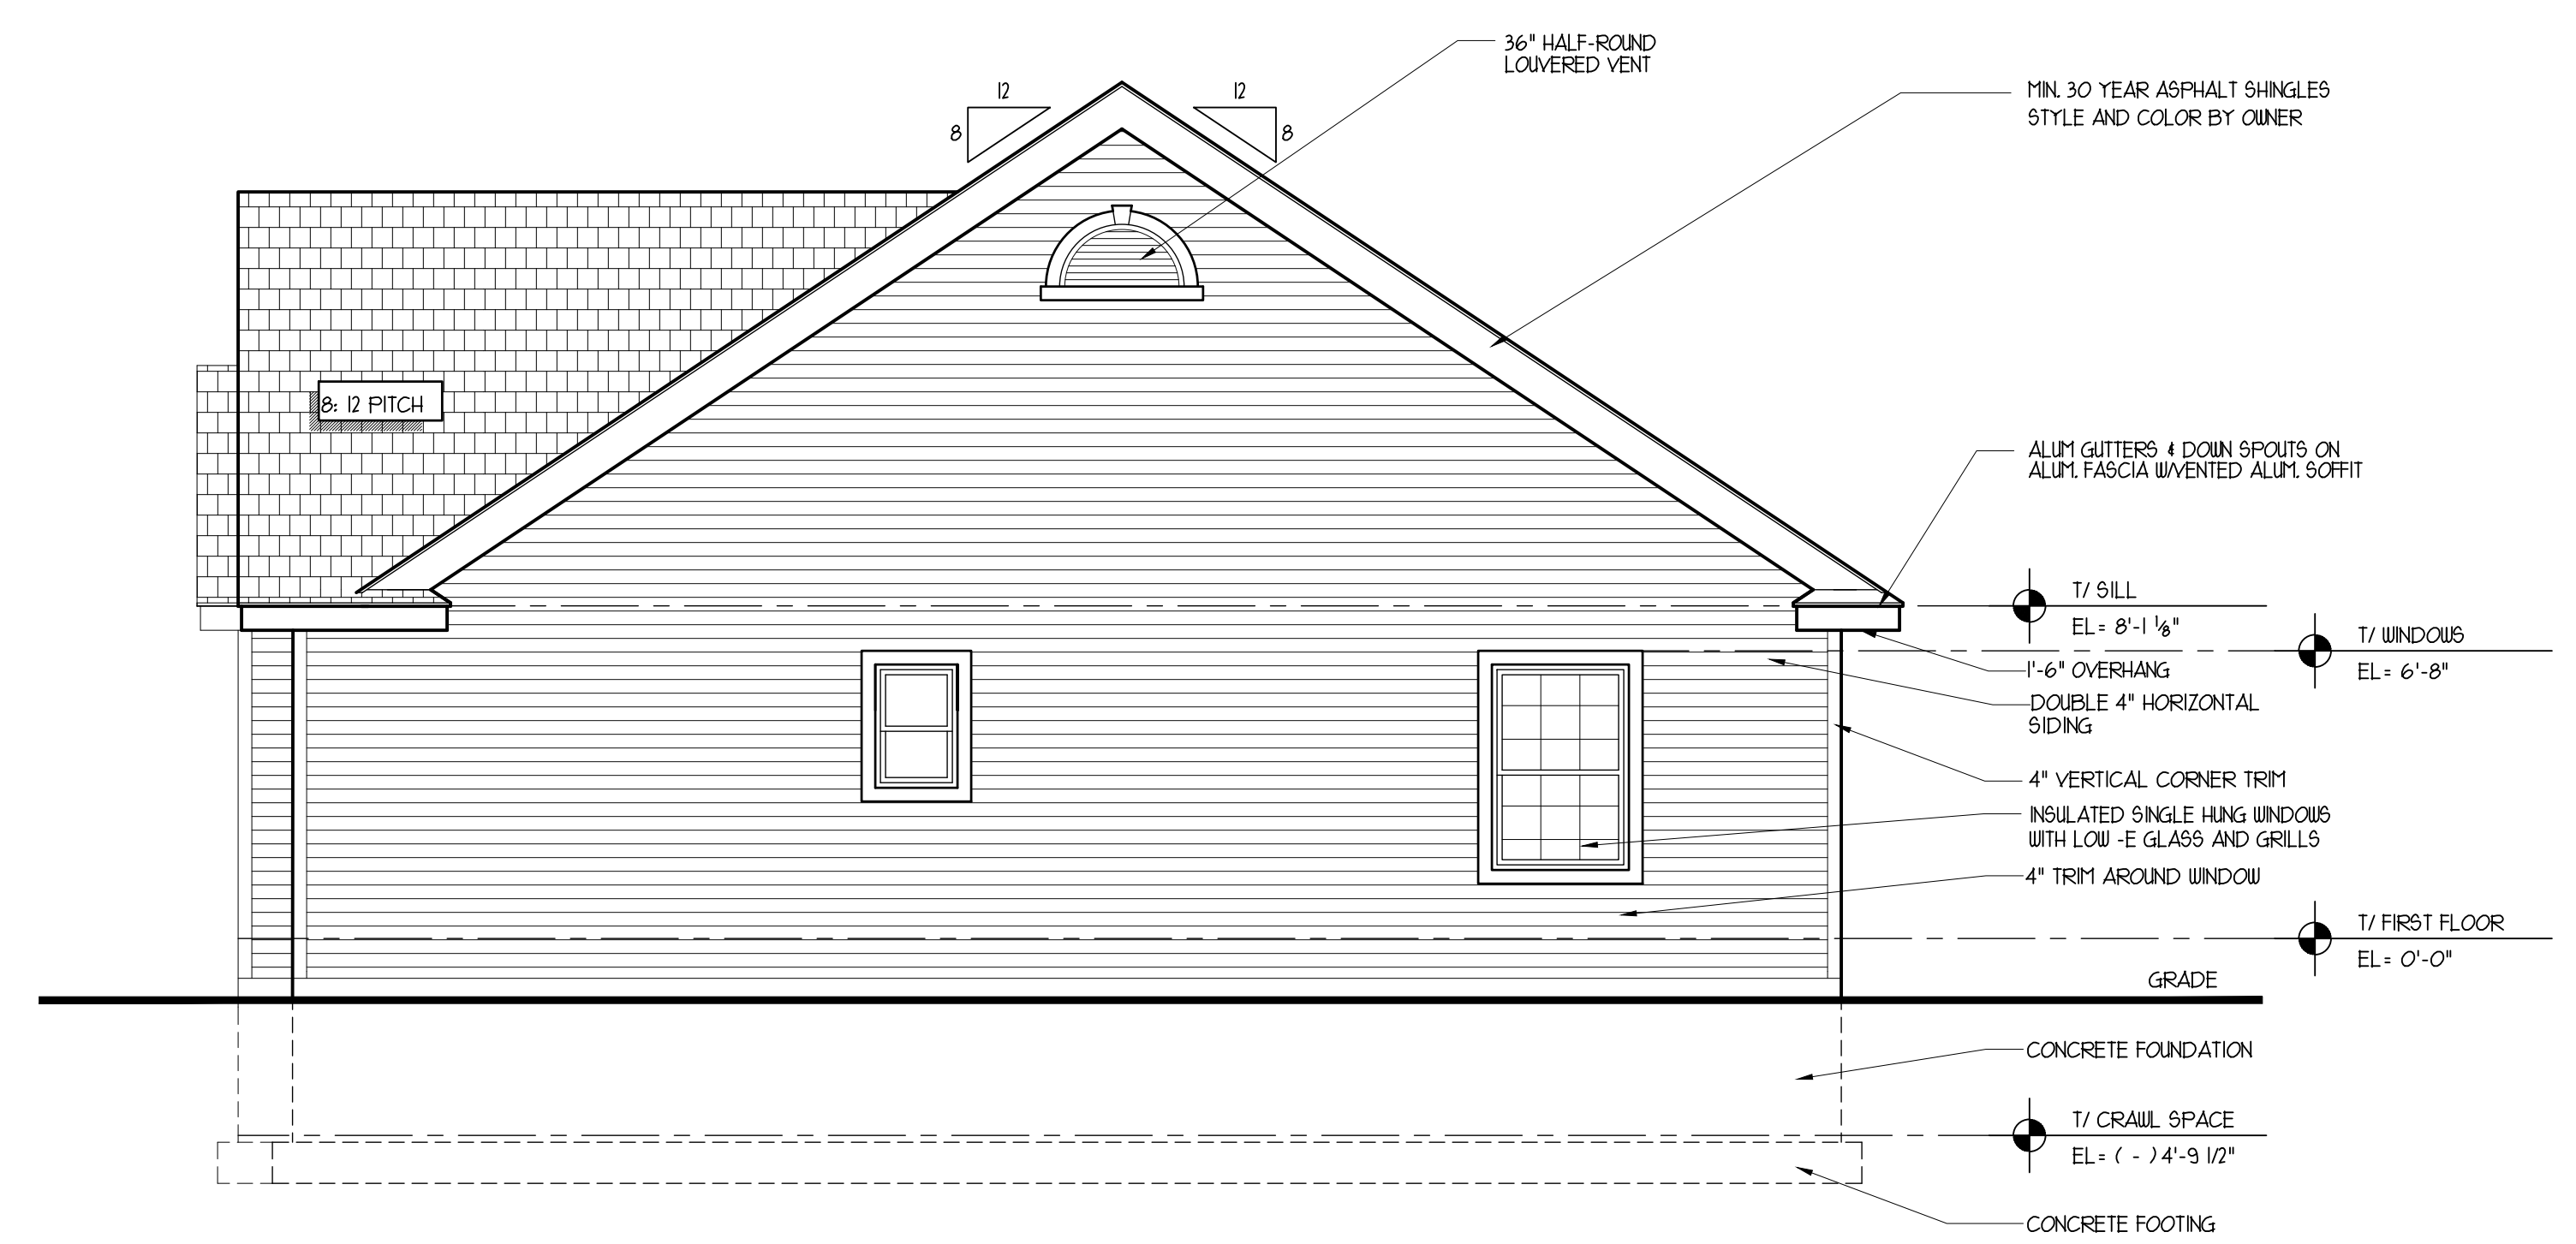 36" HALF-ROUND
LOUVERED VENT
12
8
12
8
MIN. 30 YEAR ASPHALT SHINGLES
STYLE AND COLOR BY OWNER
8: 12 PITCH
ALUM GUTTERS & DOWN SPOUTS ON
ALUM. FASCIA W/VENTED ALUM. SOFFIT
T/ SILL
EL= 8'-1 1/8"
T/ WINDOWS
EL= 6'-8"
1'-6" OVERHANG
DOUBLE 4" HORIZONTAL
SIDING
4" VERTICAL CORNER TRIM
INSULATED SINGLE HUNG WINDOWS
WITH LOW -E GLASS AND GRILLS
4" TRIM AROUND WINDOW
T/ FIRST FLOOR
EL= 0'-0"
GRADE
CONCRETE FOUNDATION
T/ CRAWL SPACE
EL= ( - ) 4'-9 1/2"
CONCRETE FOOTING